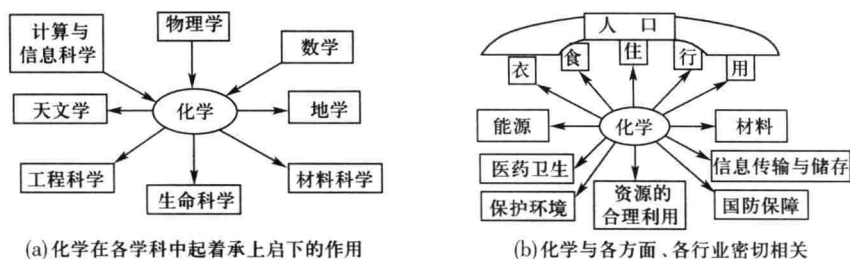 计算与
信息科学
物理学
数学
天文学
化学
地学
工程科学
生命科学
材料科学
(a)化学在各学科中起着承上启下的作用
人口
衣
食
住
行
用
能源
化学
材料
医药卫生
信息传输与储存
保护环境
资源的
合理利用
国防保障
(b)化学与各方面、各行业密切相关